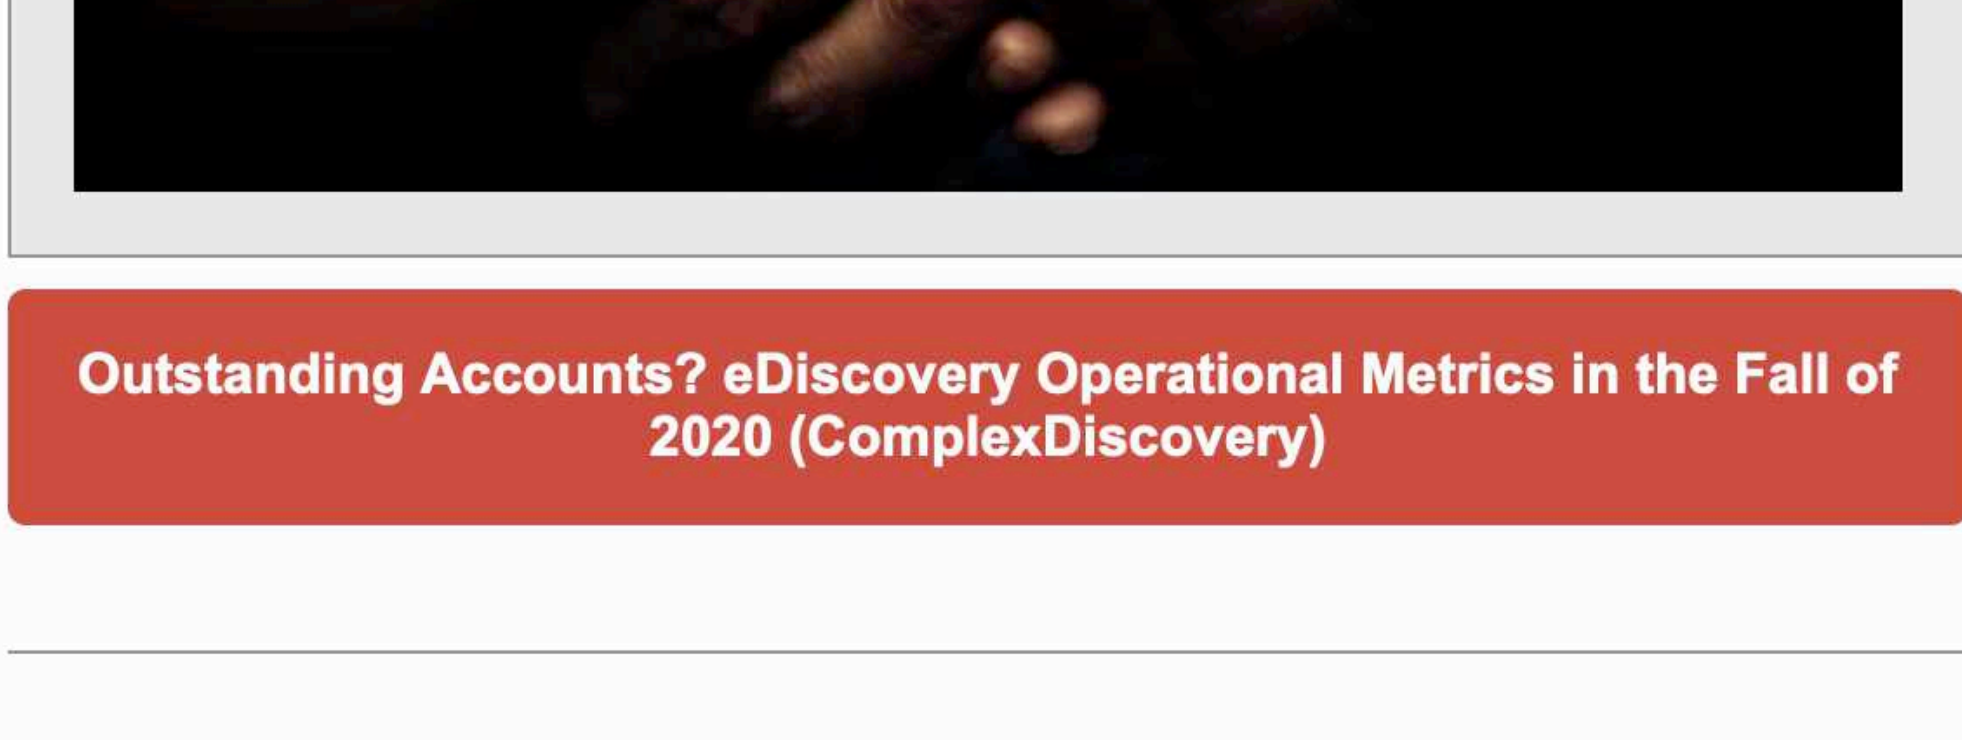 Outstanding Accounts? eDiscovery Operational Metrics in the Fall of
2020 (ComplexDiscovery)